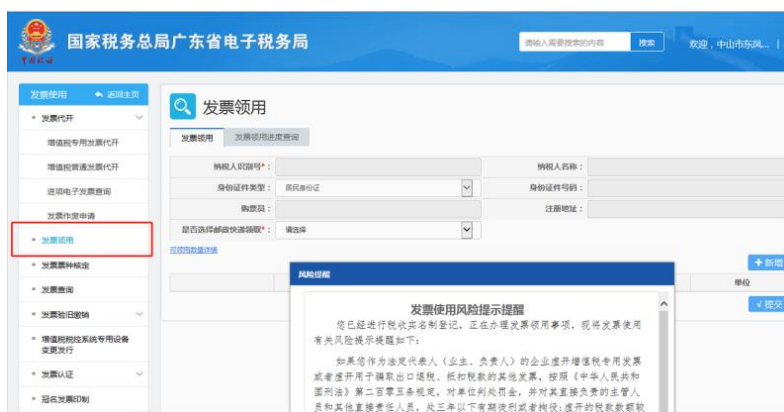 国家税务总局广东省电子税务局
请输入需要搜索的内容
搜索
欢迎，中山市东凤...
发票使用
返回主页
发票代开
增值税专用发票代开
增值税普通发票代开
进项电子发票查询
发票作废申请
发票领用
发票票种核定
发票查询
发票验旧缴销
增值税税控系统专用设备
变更发行
发票认证
冠名发票印制
发票领用
发票领用 发票领用进度查询
纳税人识别号*： 纳税人名称：
身份证件类型： 居民身份证 身份证件号码：
购票员： 注册地址：
是否选择邮政快递领取*： 请选择
可领用数量详情
+ 新增
单位
√ 提交
风险提醒
发票使用风险提示提醒
您已经进行税收实名制登记，正在办理发票领用事项，现将发票使用
有关风险提示提醒如下：
如果您作为法定代表人（业主、负责人）的企业虚开增值税专用发票
或者虚开用于骗取出口退税、抵扣税款的其他发票，按照《中华人民共和
国刑法》第二百零五条规定，对单位判处罚金，并对其直接负责的主管人
员和其他直接责任人员，处三年以下有期徒刑或者拘役；虚开的税款数额较